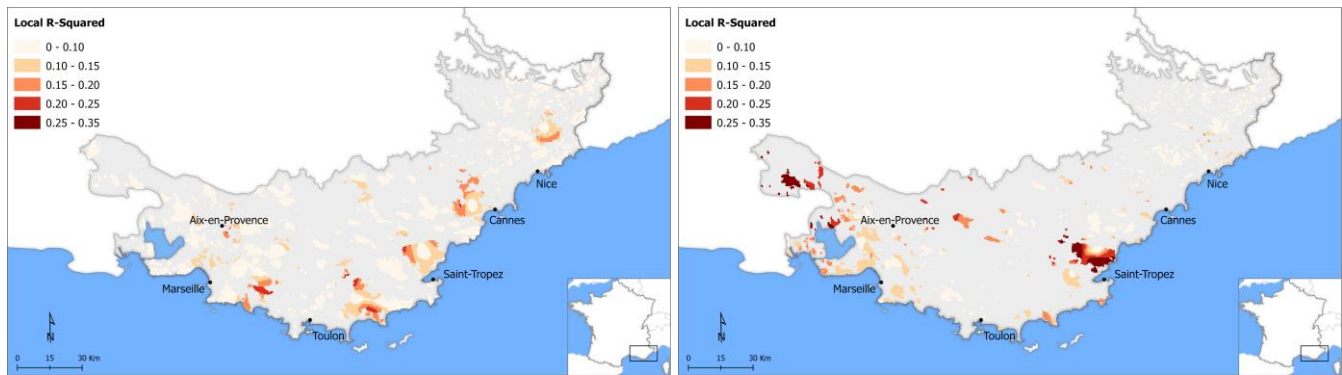 Local R-Squared
0 - 0.10
0.10 - 0.15
0.15 - 0.20
0.20 - 0.25
0.25 - 0.35
Nice
Cannes
Aix-en-Provence
Saint-Tropez
Marseille
Toulon
N
0 15 30 Km
Local R-Squared
0 - 0.10
0.10 - 0.15
0.15 - 0.20
0.20 - 0.25
0.25 - 0.35
Nice
Cannes
Aix-en-Provence
Saint-Tropez
Marseille
Toulon
N
0 15 30 Km